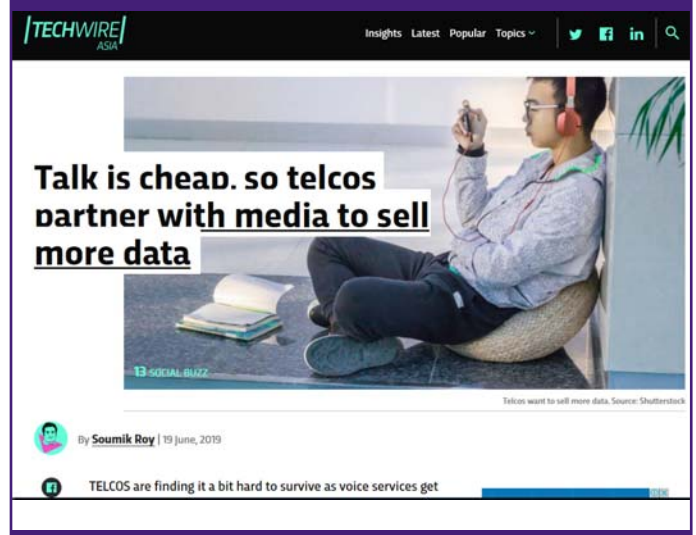 TECHWIRE
ASIA
Insights Latest Popular Topics
Talk is cheap, so telcos
partner with media to sell
more data
13 SOCIAL BUZZ
Telcos want to sell more data. Source: Shutterstock
By Soumik Roy | 19 June, 2019
TELCOS are finding it a bit hard to survive as voice services get